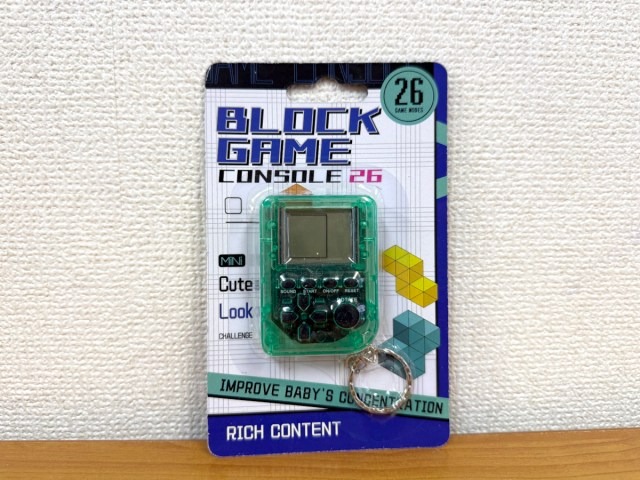 26
GAME MODES
BLOCK
GAME
CONSOLE 26
MINI
Cute
Look
CHALLENGE
SOUND START ON/OFF RESET
IMPROVE BABY'S CONCENTRATION
RICH CONTENT